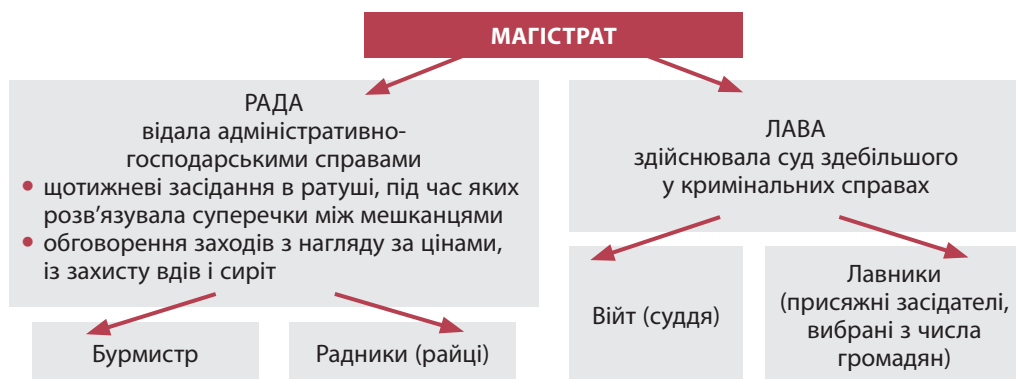 МАГІСТРАТ
РАДА
відала адміністративно-
господарськими справами
• щотижневі засідання в ратуші, під час яких
розв'язувала суперечки між мешканцями
• обговорення заходів з нагляду за цінами,
із захисту вдів і сиріт
Бурмистр
Радники (райці)
ЛАВА
здійснювала суд здебільшого
у кримінальних справах
Війт (суддя)
Лавники
(присяжні засідателі,
вибрані з числа
громадян)